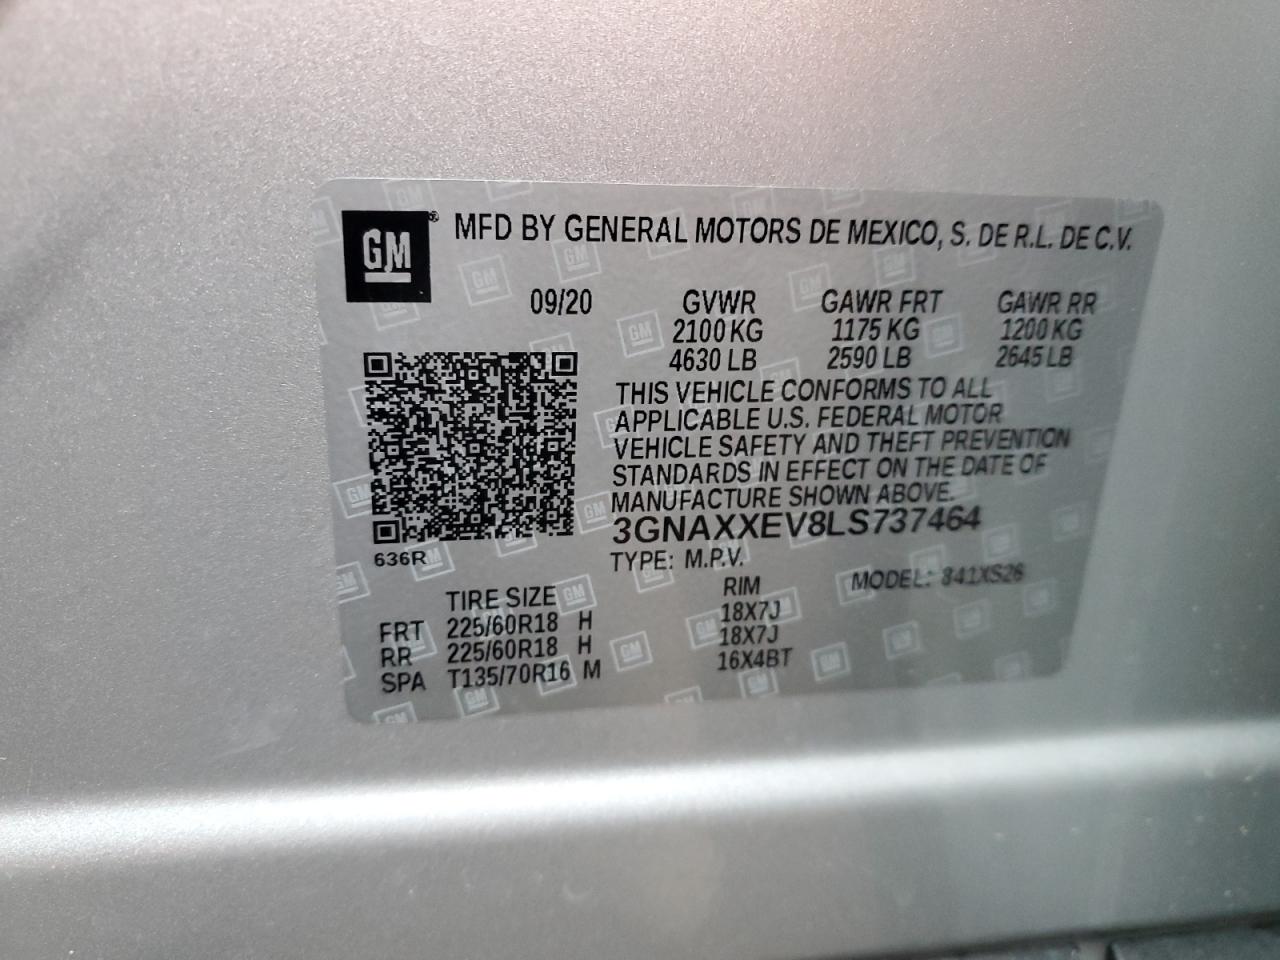 GM® MFD BY GENERAL MOTORS DE MEXICO, S. DE R.L. DE C.V.
09/20 GVWR GAWR FRT GAWR RR
2100 KG 1175 KG 1200 KG
4630 LB 2590 LB 2645 LB
THIS VEHICLE CONFORMS TO ALL
APPLICABLE U.S. FEDERAL MOTOR
VEHICLE SAFETY AND THEFT PREVENTION
STANDARDS IN EFFECT ON THE DATE OF
MANUFACTURE SHOWN ABOVE.
3GNAXXEV8LS737464
636R
TYPE: M.P.V.
MODEL: 841XS26
TIRE SIZE RIM
FRT 225/60R18 H 18X7J
RR 225/60R18 H 18X7J
SPA T135/70R16 M 16X4BT